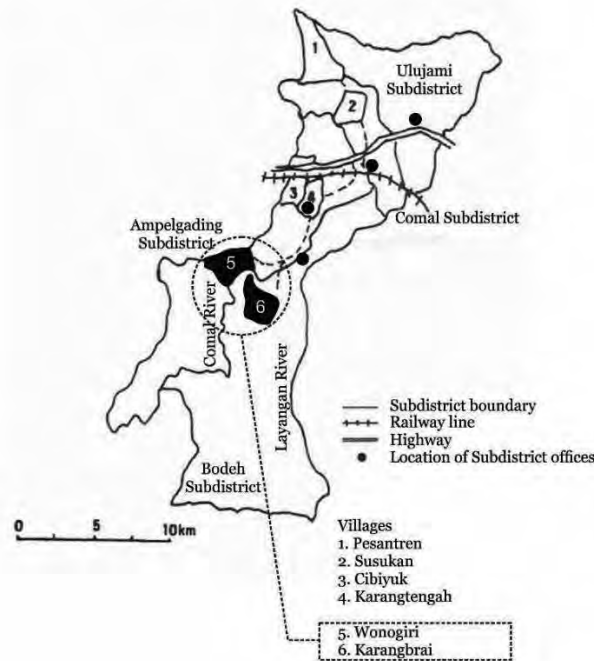 1
Ulujami
Subdistrict
2
3
4
Comal Subdistrict
Ampelgading
Subdistrict
5
6
Comal River
Layangan River
Bodeh
Subdistrict
Subdistrict boundary
Railway line
Highway
Location of Subdistrict offices
0 5 10km
Villages
1. Pesantren
2. Susukan
3. Cibiyuk
4. Karangtengah
5. Wonogiri
6. Karangbrai